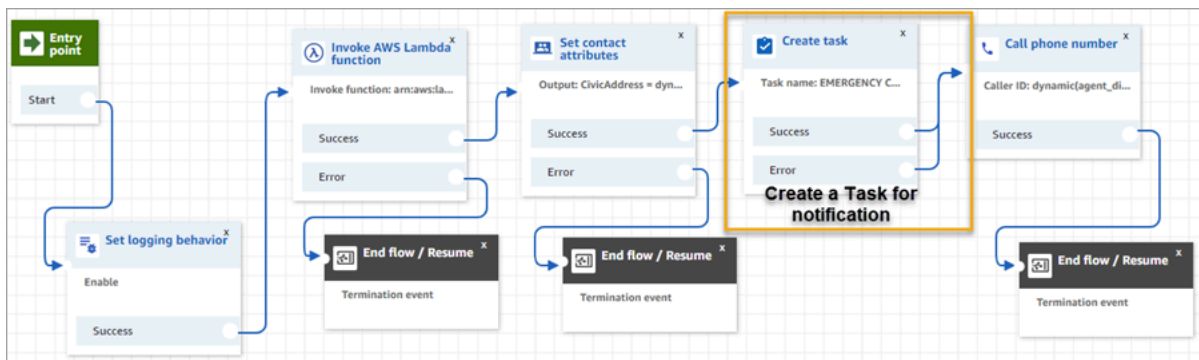 Entry
point
Start
Set logging behavior
x
Enable
Success
Invoke AWS Lambda
function
x
Invoke function: arn:aws:la...
Success
Error
End flow / Resume
x
Termination event
Set contact
attributes
x
Output: CivicAddress = dyn...
Success
Error
End flow / Resume
x
Termination event
Create task
x
Task name: EMERGENCY C...
Success
Error
Create a Task for
notification
Call phone number
x
Caller ID: dynamic(agent_di...
Success
End flow / Resume
x
Termination event